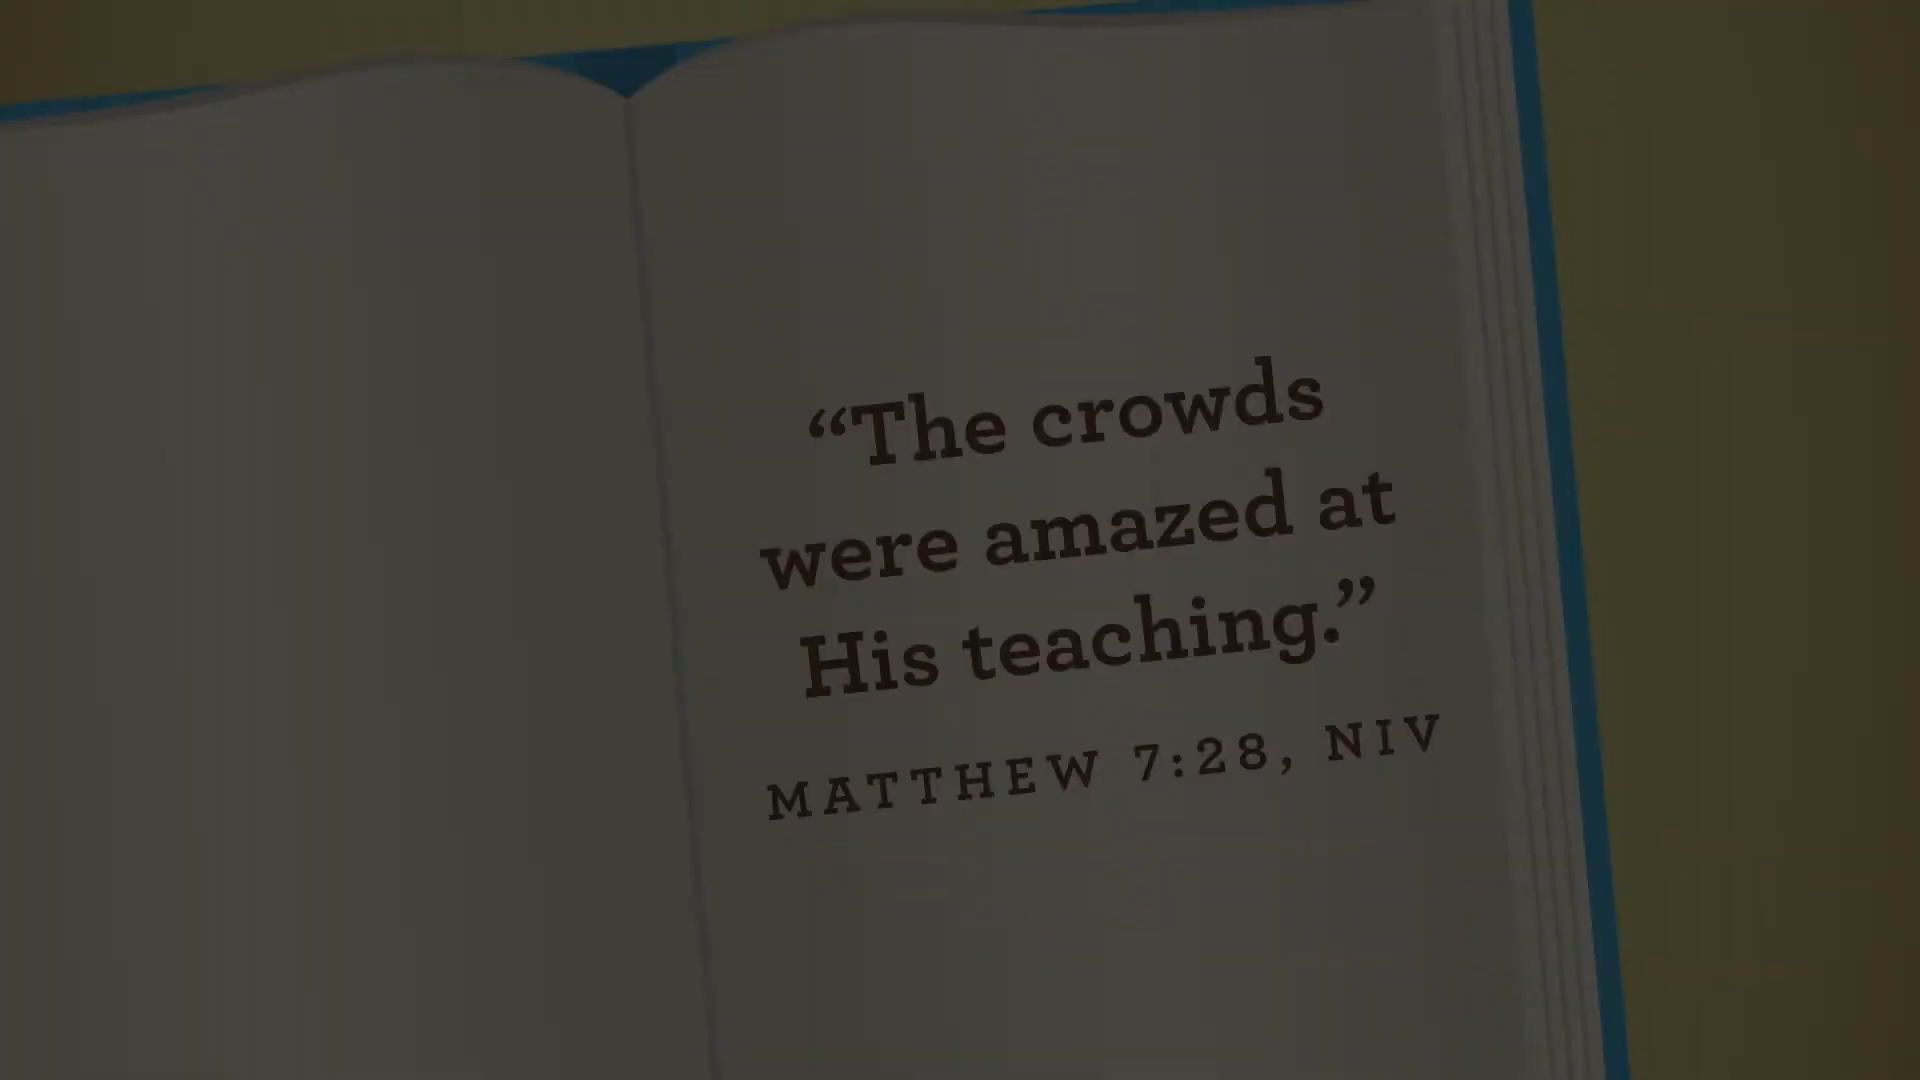 “The crowds
were amazed at
His teaching.”
MATTHEW 7:28, NIV